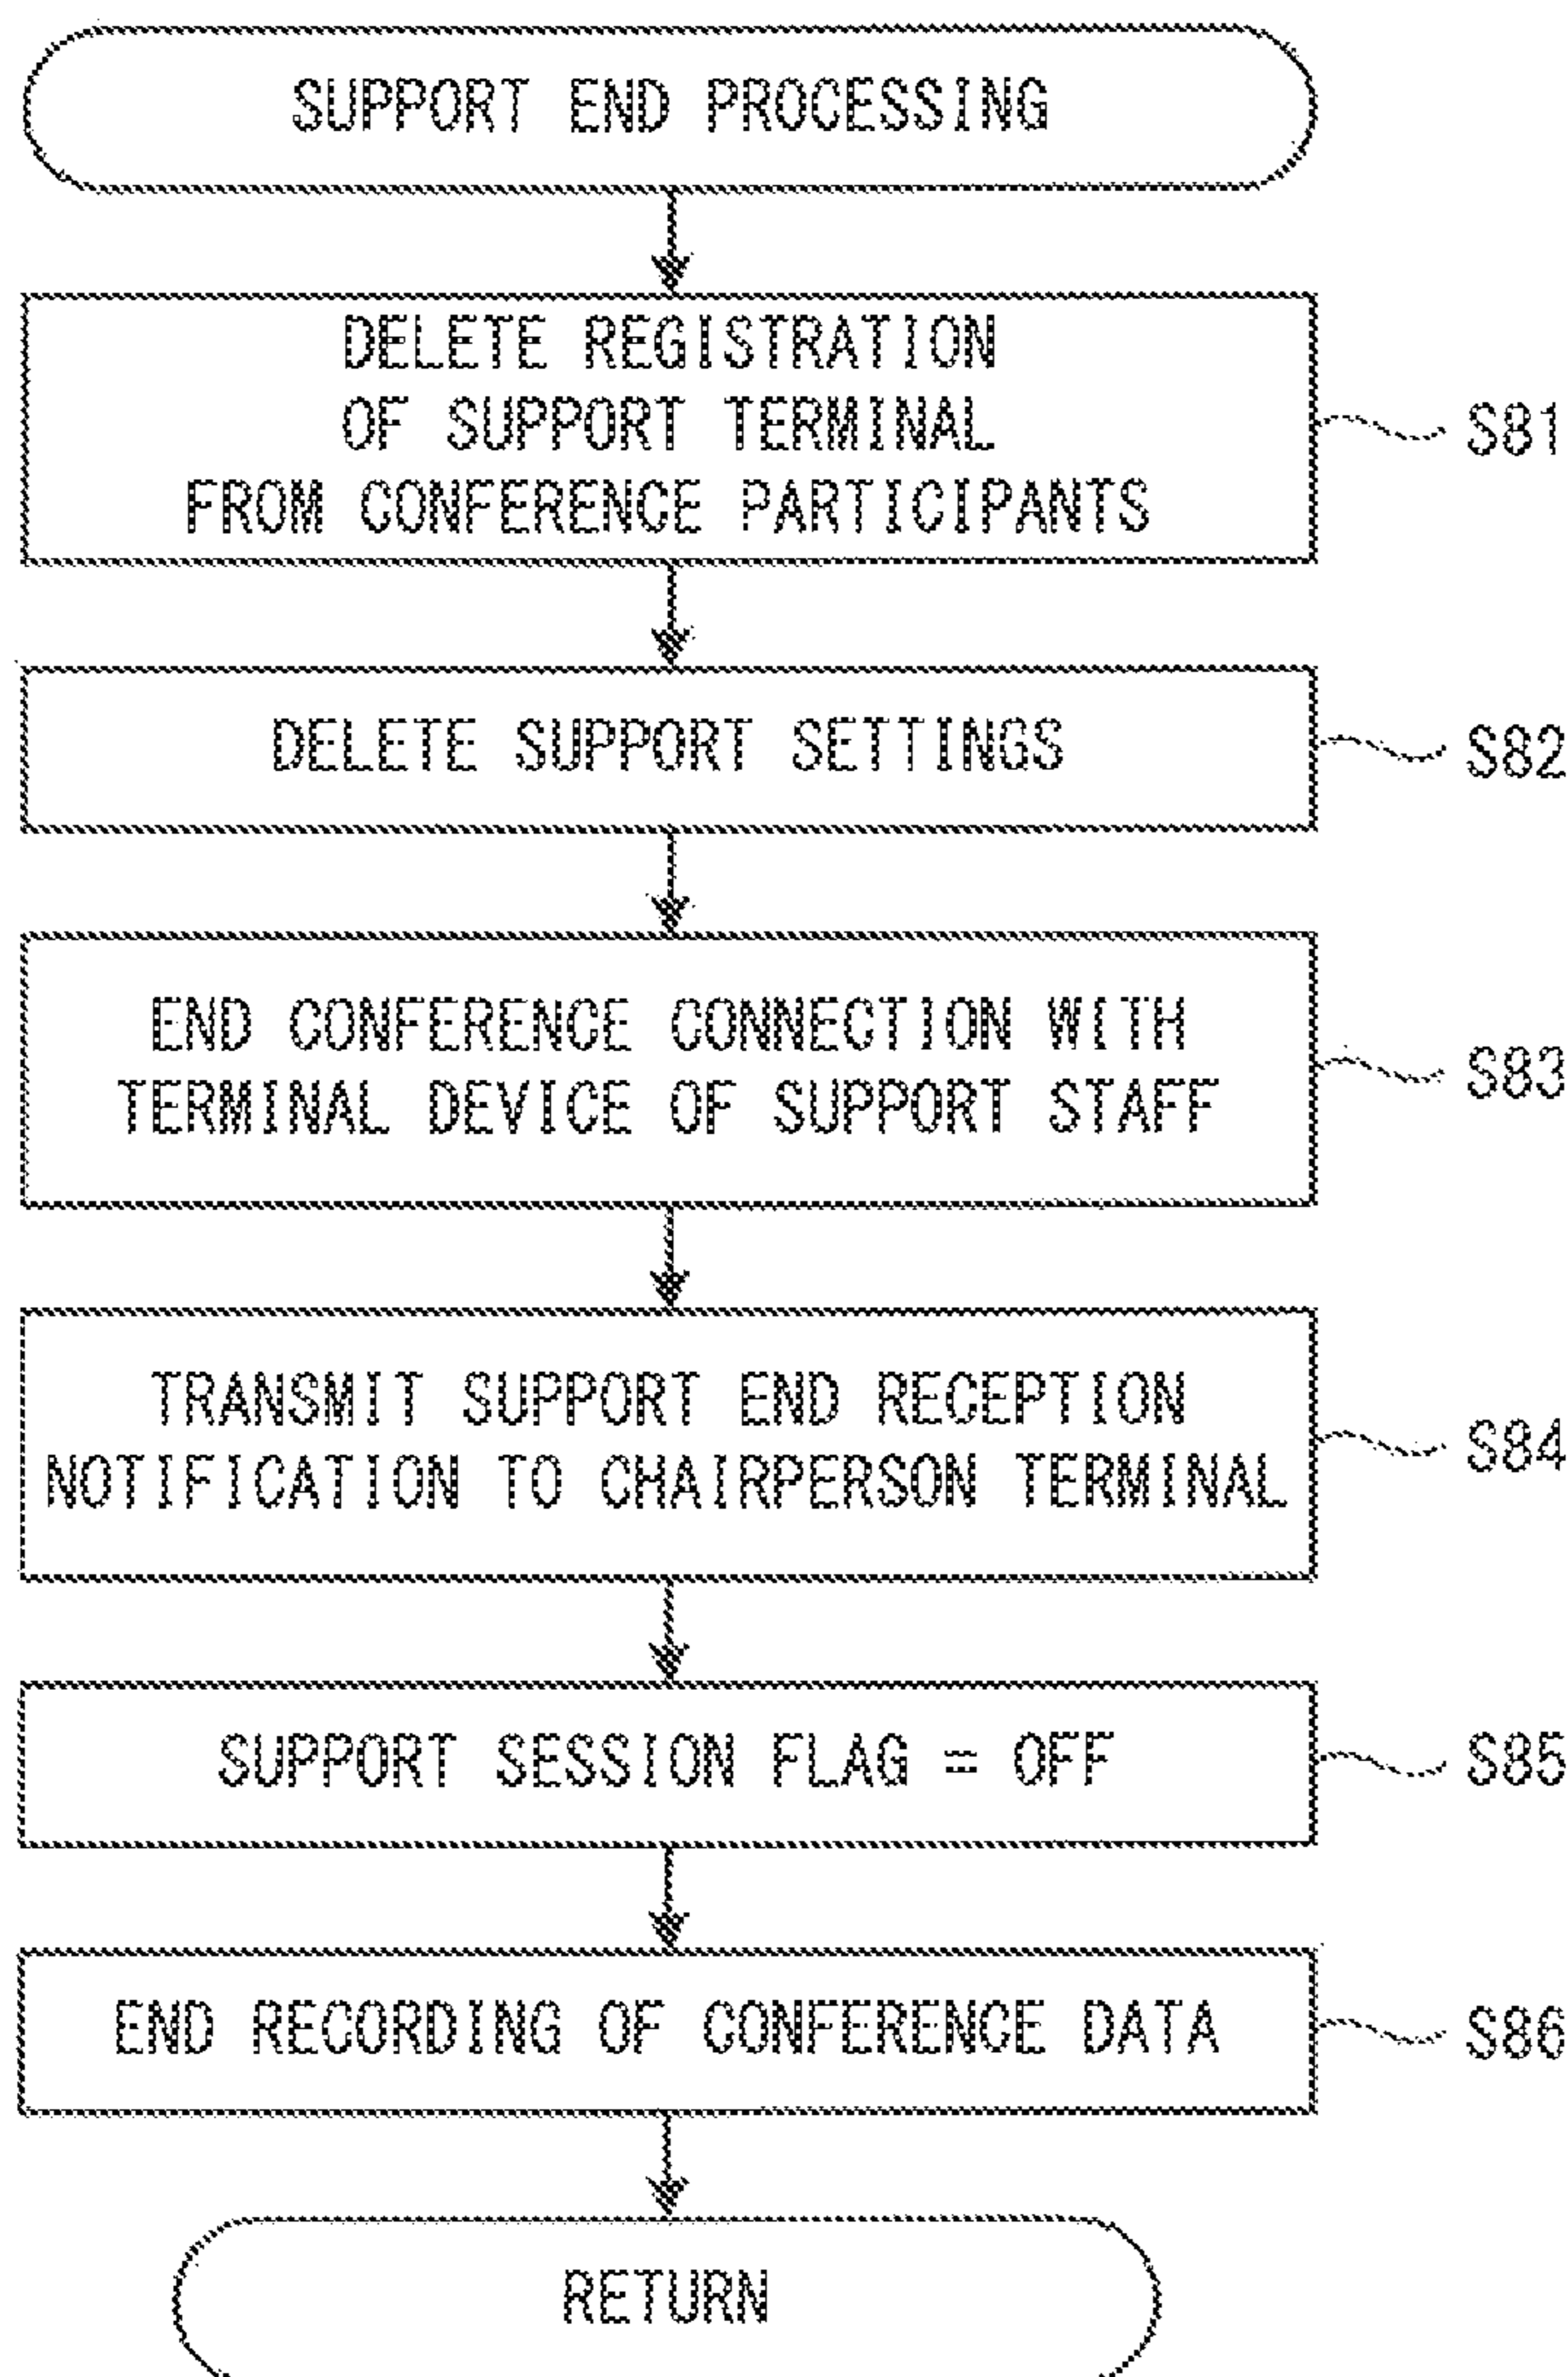 SUPPORT END PROCESSING
DELETE REGISTRATION
OF SUPPORT TERMINAL
FROM CONFERENCE PARTICIPANTS
S81
DELETE SUPPORT SETTINGS
S82
END CONFERENCE CONNECTION WITH
TERMINAL DEVICE OF SUPPORT STAFF
S83
TRANSMIT SUPPORT END RECEPTION
NOTIFICATION TO CHAIRPERSON TERMINAL
S84
SUPPORT SESSION FLAG = OFF
S85
END RECORDING OF CONFERENCE DATA
S86
RETURN